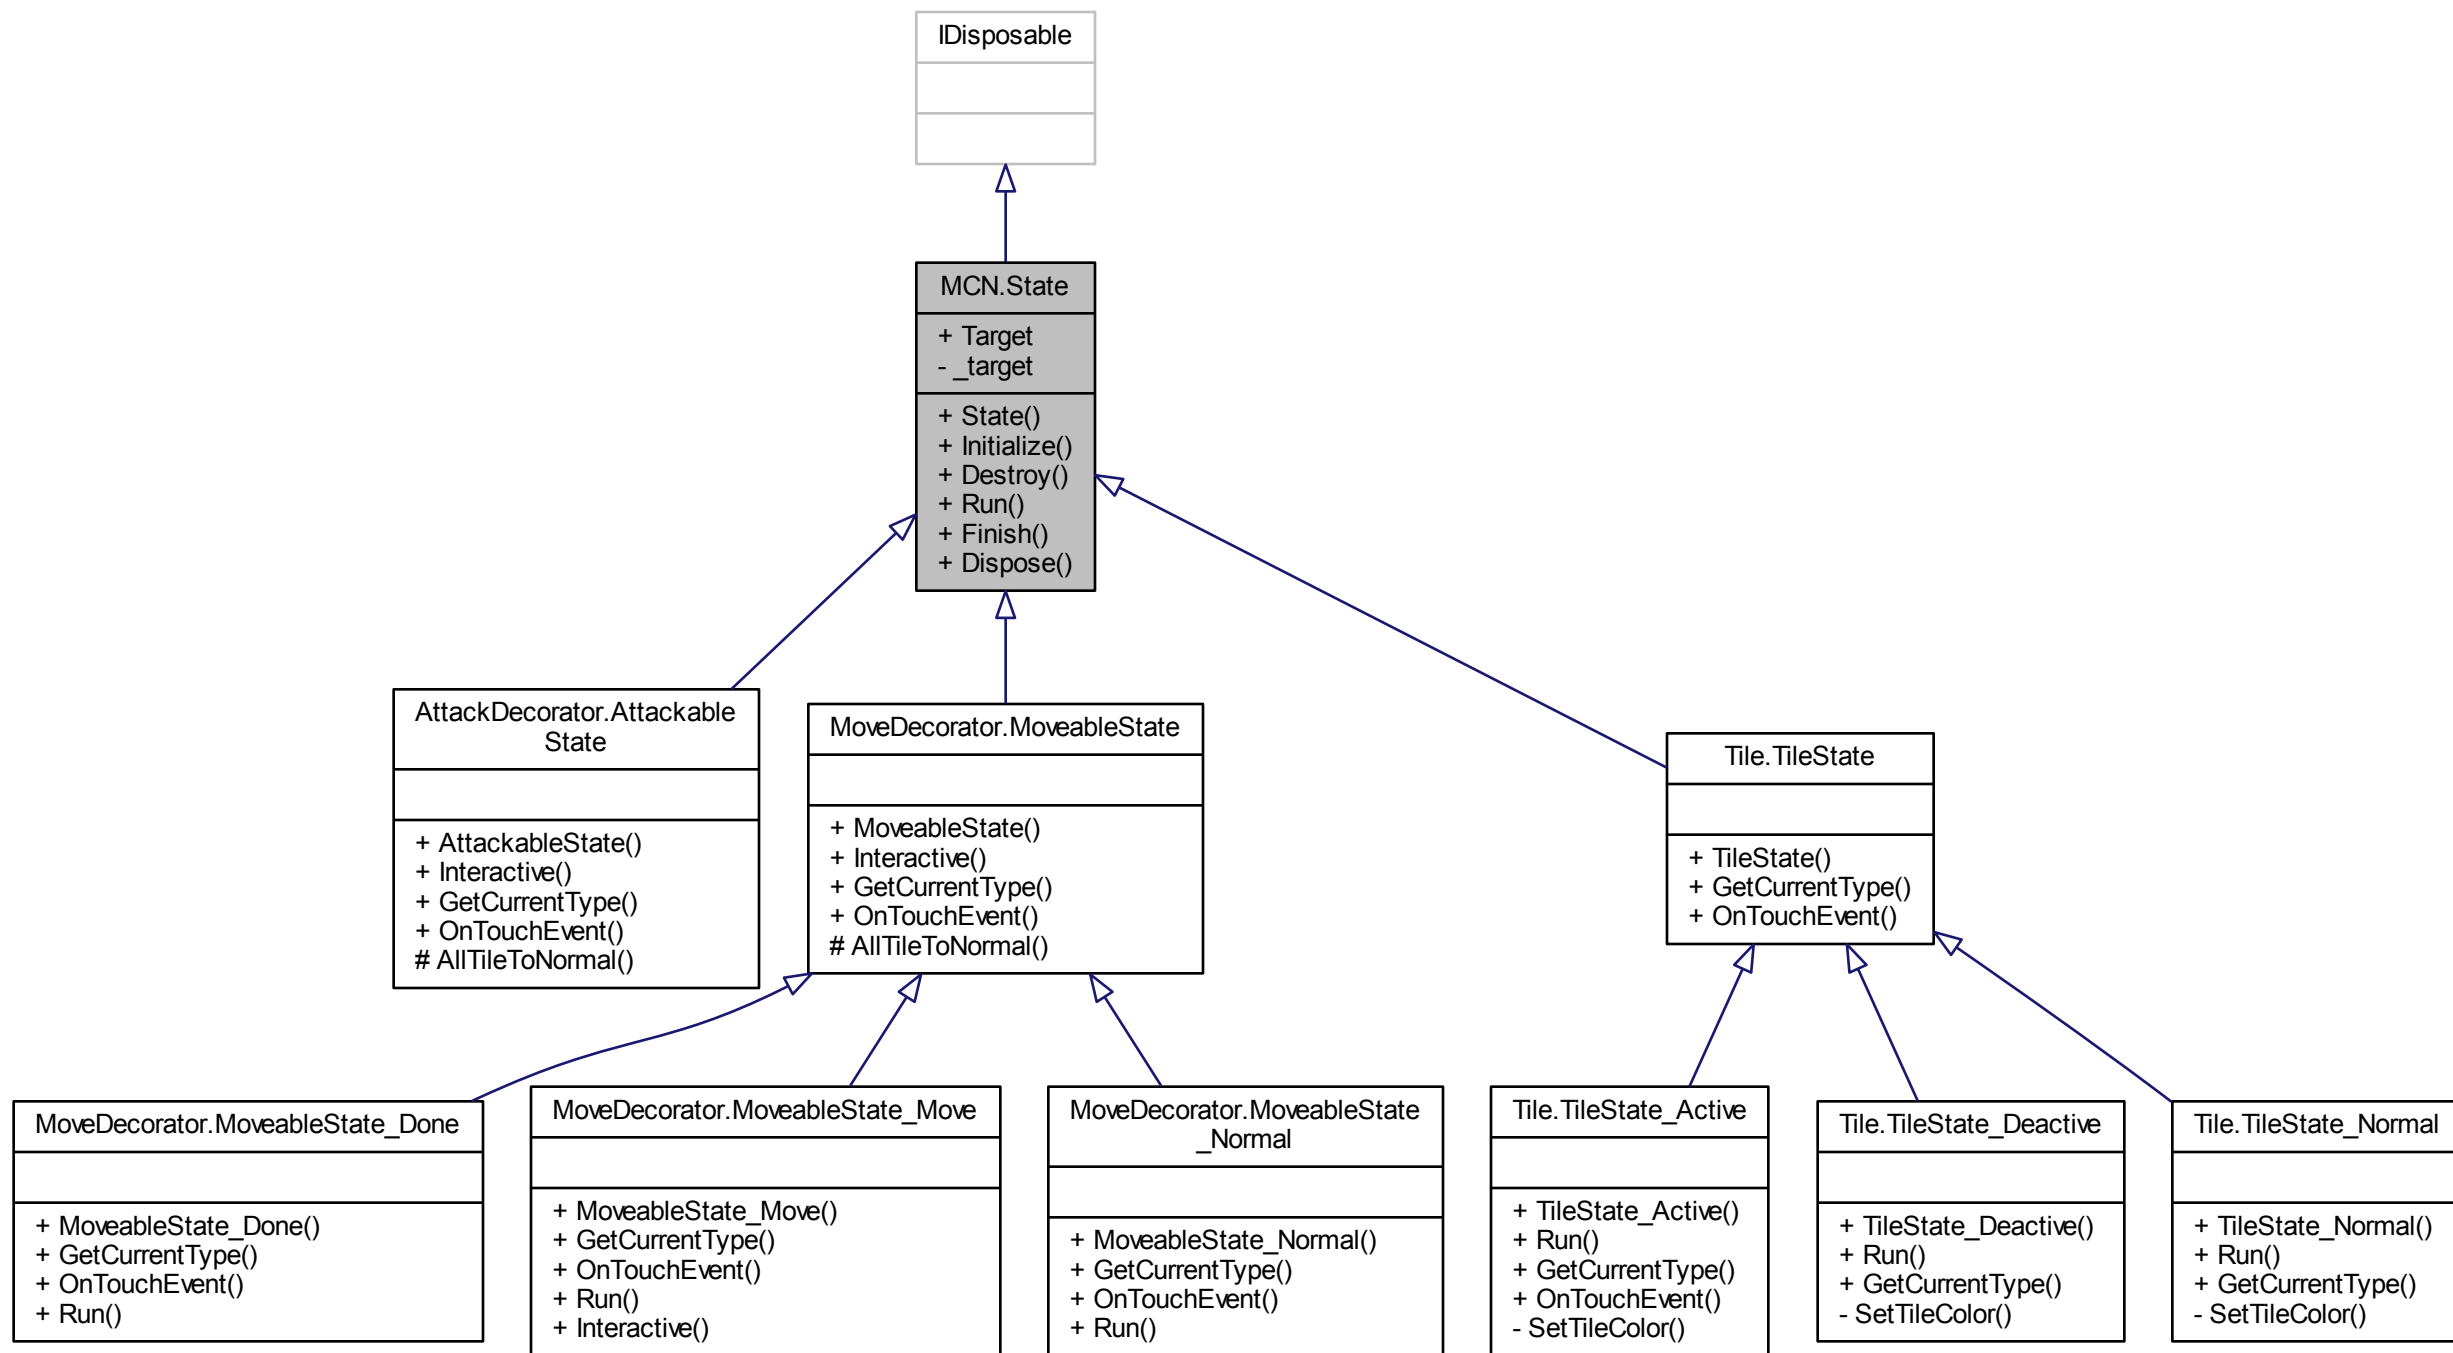 IDisposable
MCN.State
+ Target
- _target
+ State()
+ Initialize()
+ Destroy()
+ Run()
+ Finish()
+ Dispose()
AttackDecorator.Attackable
State
+ AttackableState()
+ Interactive()
+ GetCurrentType()
+ OnTouchEvent()
# AllTileToNormal()
MoveDecorator.MoveableState
+ MoveableState()
+ Interactive()
+ GetCurrentType()
+ OnTouchEvent()
# AllTileToNormal()
Tile.TileState
+ TileState()
+ GetCurrentType()
+ OnTouchEvent()
MoveDecorator.MoveableState_Done
+ MoveableState_Done()
+ GetCurrentType()
+ OnTouchEvent()
+ Run()
MoveDecorator.MoveableState_Move
+ MoveableState_Move()
+ GetCurrentType()
+ OnTouchEvent()
+ Run()
+ Interactive()
MoveDecorator.MoveableState
_Normal
+ MoveableState_Normal()
+ GetCurrentType()
+ OnTouchEvent()
+ Run()
Tile.TileState_Active
+ TileState_Active()
+ Run()
+ GetCurrentType()
+ OnTouchEvent()
- SetTileColor()
Tile.TileState_Deactive
+ TileState_Deactive()
+ Run()
+ GetCurrentType()
- SetTileColor()
Tile.TileState_Normal
+ TileState_Normal()
+ Run()
+ GetCurrentType()
- SetTileColor()